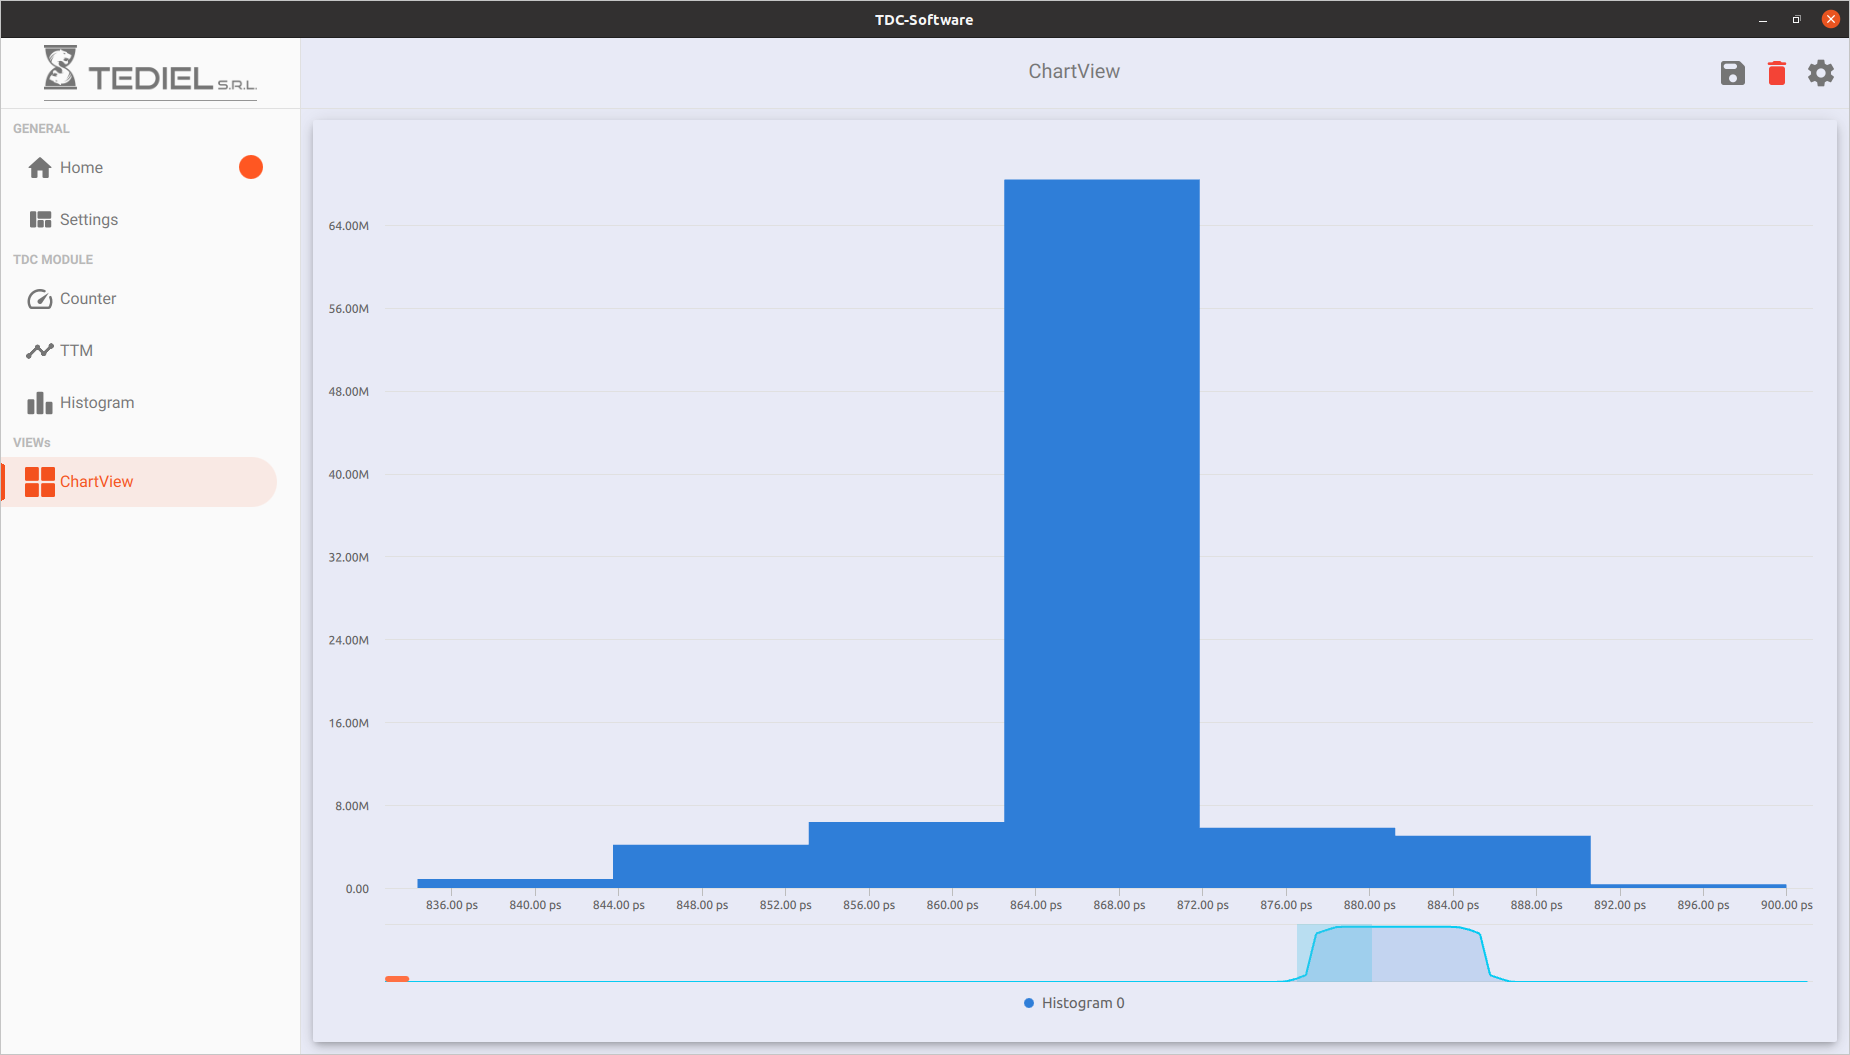 TDC-Software
TEDIEL S.R.L.
ChartView
GENERAL
Home
Settings
TDC MODULE
Counter
TTM
Histogram
VIEWs
ChartView
64.00M
56.00M
48.00M
40.00M
32.00M
24.00M
16.00M
8.00M
0.00
836.00 ps 840.00 ps 844.00 ps 848.00 ps 852.00 ps 856.00 ps 860.00 ps 864.00 ps 868.00 ps 872.00 ps 876.00 ps 880.00 ps 884.00 ps 888.00 ps 892.00 ps 896.00 ps 900.00 ps
Histogram 0